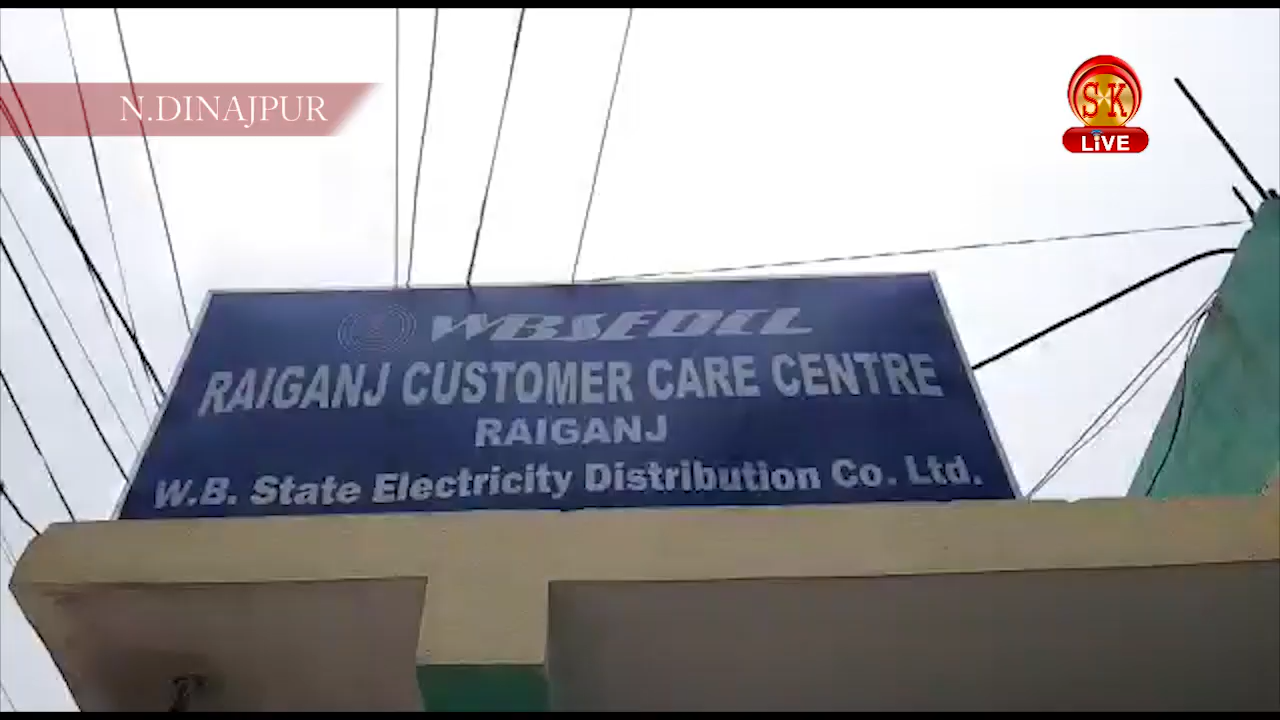 N.DINAJPUR
SK
LiVE
WBSEDCL
RAIGANJ CUSTOMER CARE CENTRE
RAIGANJ
W.B. State Electricity Distribution Co. Ltd.